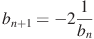 b_{n+1} = -2\frac{1}{b_n}